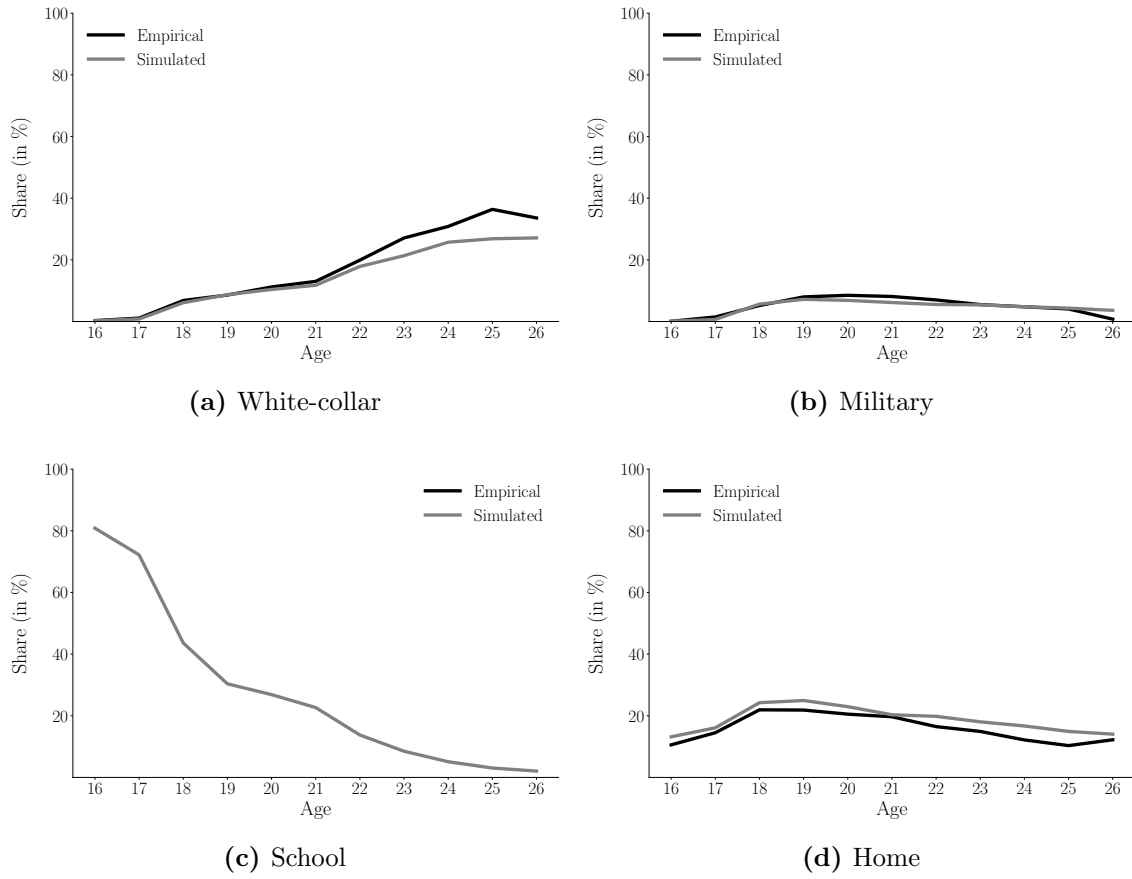 100
80
60
40
20
Share (in %)
Empirical
Simulated
16 17 18 19 20 21 22 23 24 25 26
Age
(a) White-collar
100
80
60
40
20
Share (in %)
Empirical
Simulated
16 17 18 19 20 21 22 23 24 25 26
Age
(b) Military
100
80
60
40
20
Share (in %)
Empirical
Simulated
16 17 18 19 20 21 22 23 24 25 26
Age
(c) School
100
80
60
40
20
Share (in %)
Empirical
Simulated
16 17 18 19 20 21 22 23 24 25 26
Age
(d) Home